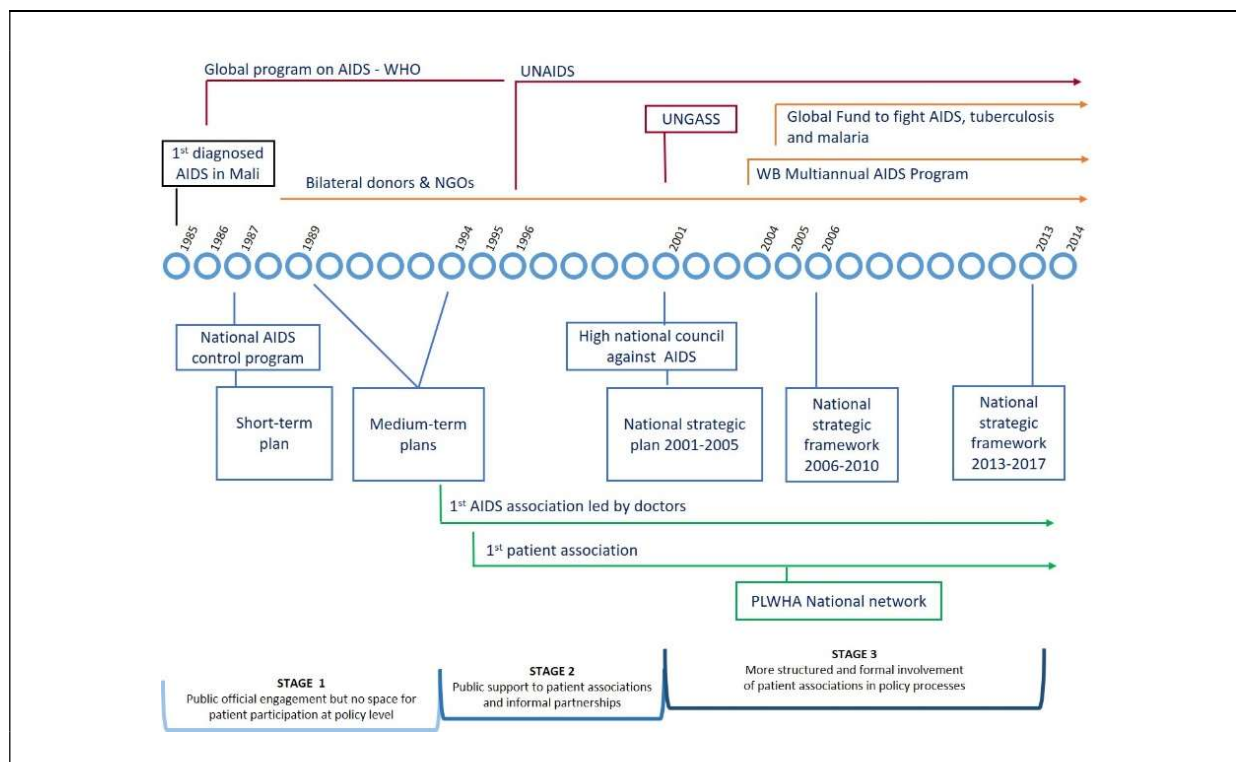 Global program on AIDS - WHO
UNAIDS
UNGASS
Global Fund to fight AIDS, tuberculosis
and malaria
1st diagnosed
AIDS in Mali
WB Multiannual AIDS Program
Bilateral donors & NGOs
1985
1986
1987
1989
1994
1995
1996
2001
2004
2005
2006
2013
2014
National AIDS
control program
High national council
against AIDS
Short-term
plan
Medium-term
plans
National strategic
plan 2001-2005
National
strategic
framework
2006-2010
National
strategic
framework
2013-2017
1st AIDS association led by doctors
1st patient association
PLWHA National network
STAGE 1
Public official engagement but no space for
patient participation at policy level
STAGE 2
Public support to patient associations
and informal partnerships
STAGE 3
More structured and formal involvement
of patient associations in policy processes